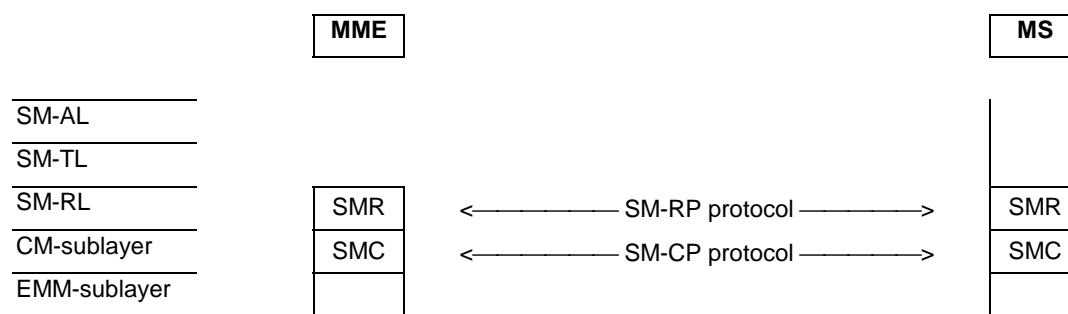 MME MS
SM-AL
SM-TL
SM-RL SMR <—————— SM-RP protocol ——————> SMR
CM-sublayer SMC <—————— SM-CP protocol ——————> SMC
EMM-sublayer